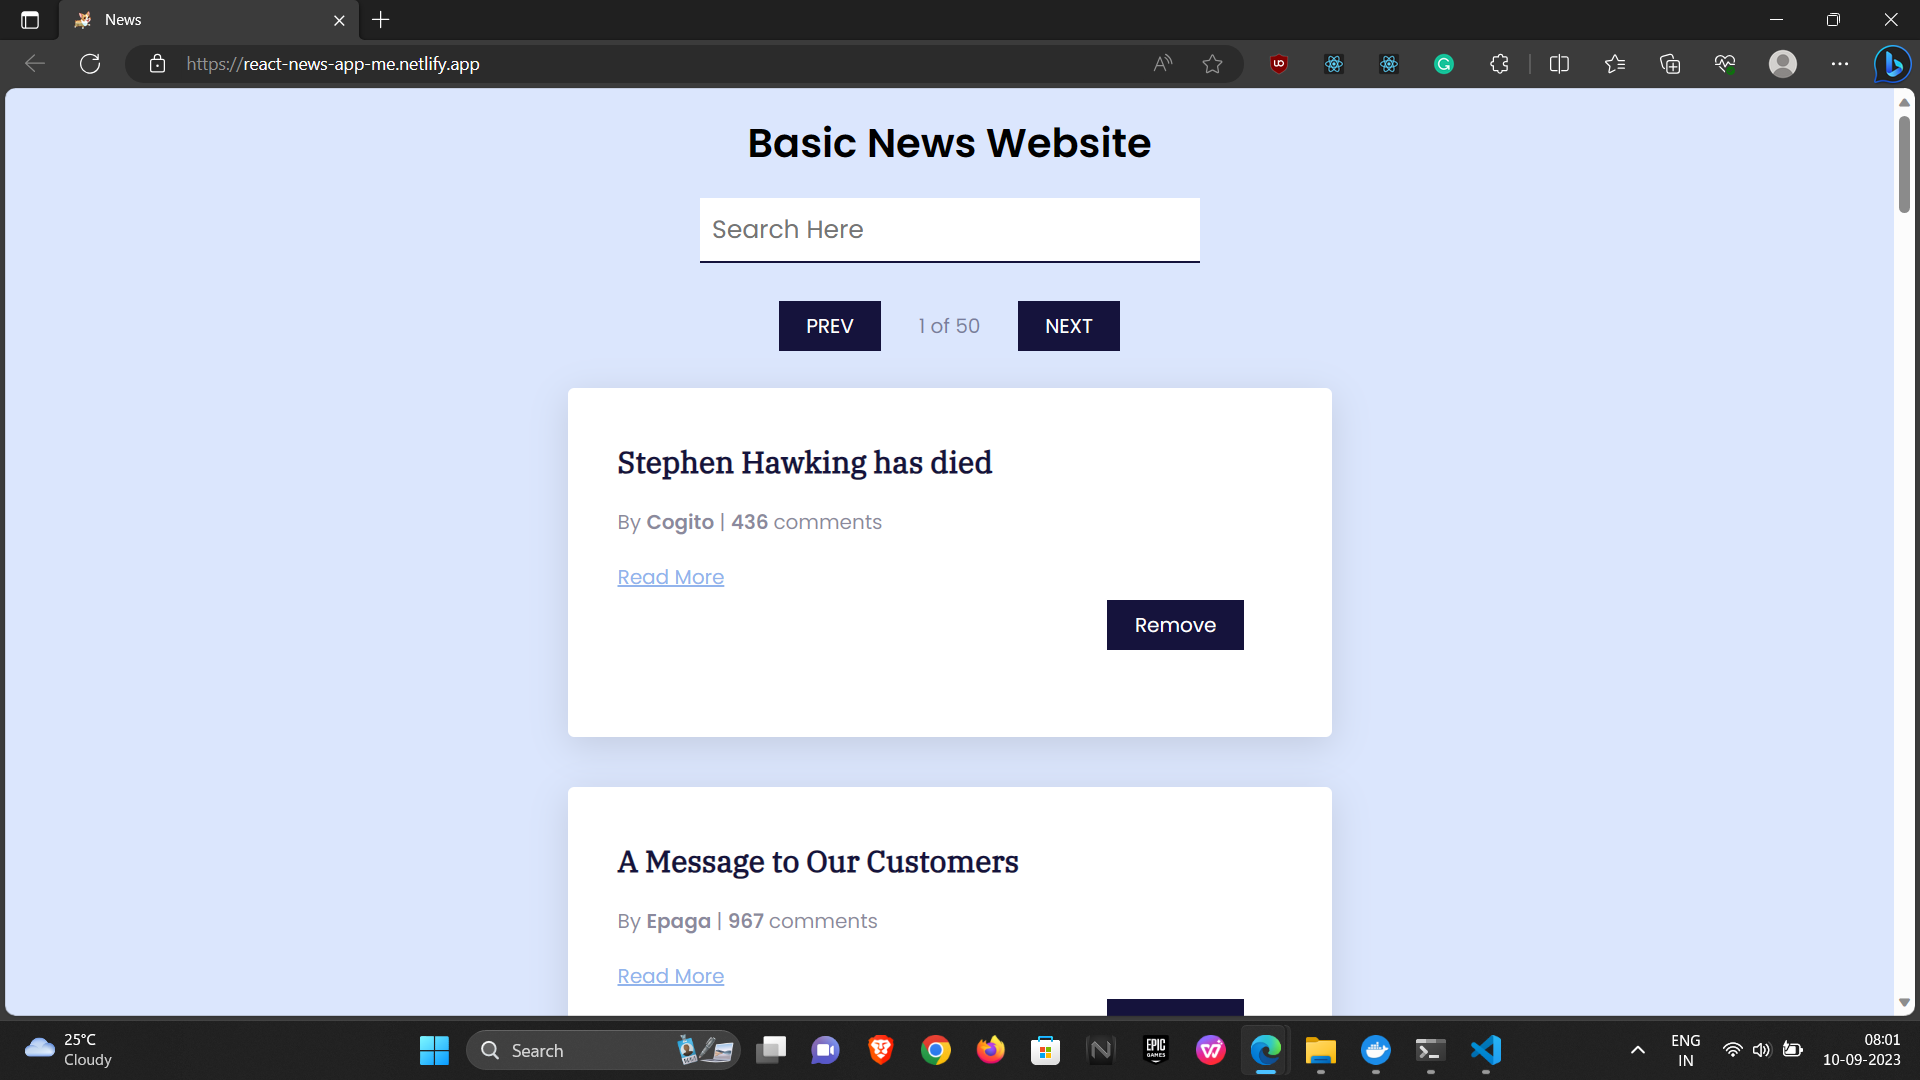 News
https://react-news-app-me.netlify.app
Basic News Website
Search Here
PREV
1 of 50
NEXT
Stephen Hawking has died
By Cogito | 436 comments
Read More
Remove
A Message to Our Customers
By Epaga | 967 comments
Read More
25°C
Cloudy
Search
EPIC
GAMES
ENG
IN
08:01
10-09-2023